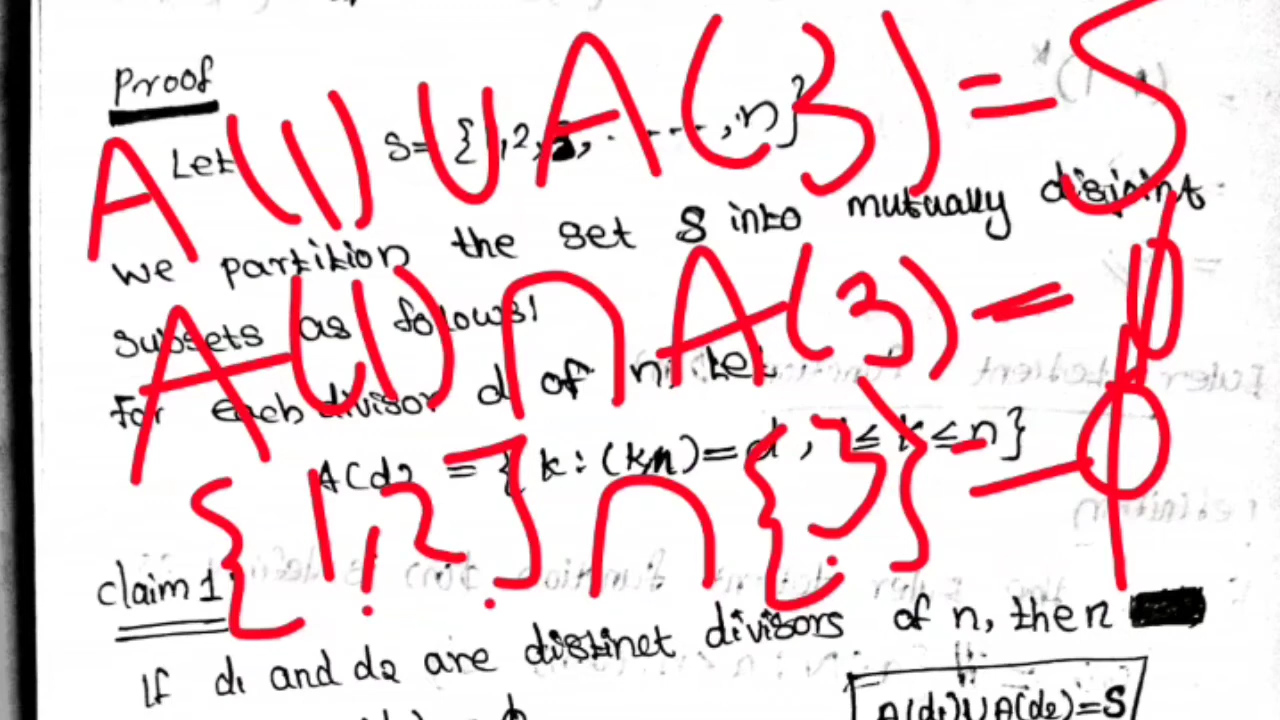 Proof
Let S= {1,2,3, . - - - -, n}
A(1) ∪ A(3) = S
we partition the set S into mutually disjoint
subsets as follows!
A(1) ∩ A(3) = ϕ
For each divisor d of n, Let
A(d) = { k : (k,n)= d , 1 ≤ k ≤ n }
{1,2} ∩ {3} = ϕ
claim 1:
If d1 and d2 are distinct divisors of n, then
A(d1)∪A(d2)=S